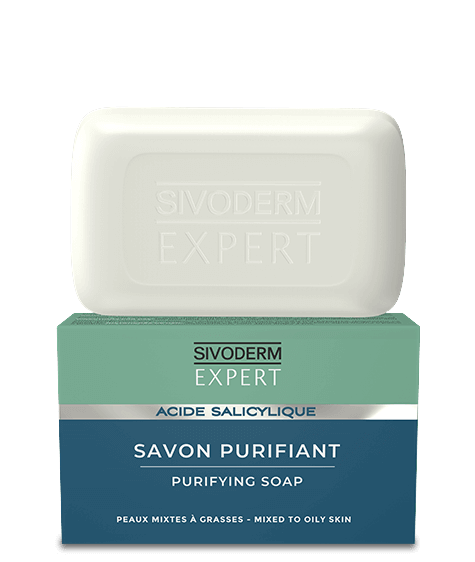 SIVODERM
EXPERT
SIVODERM
EXPERT
ACIDE SALICYLIQUE
SAVON PURIFIANT
PURIFYING SOAP
PEAUX MIXTES À GRASSES – MIXED TO OILY SKIN